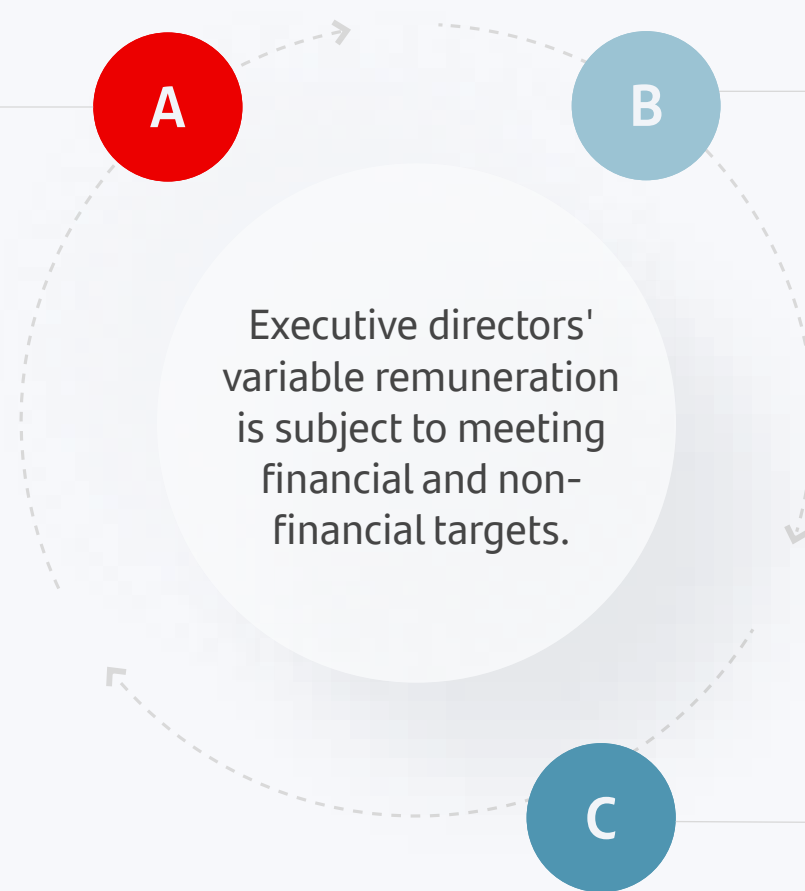 A
B
Executive directors'
variable remuneration
is subject to meeting
financial and non-
financial targets.
C